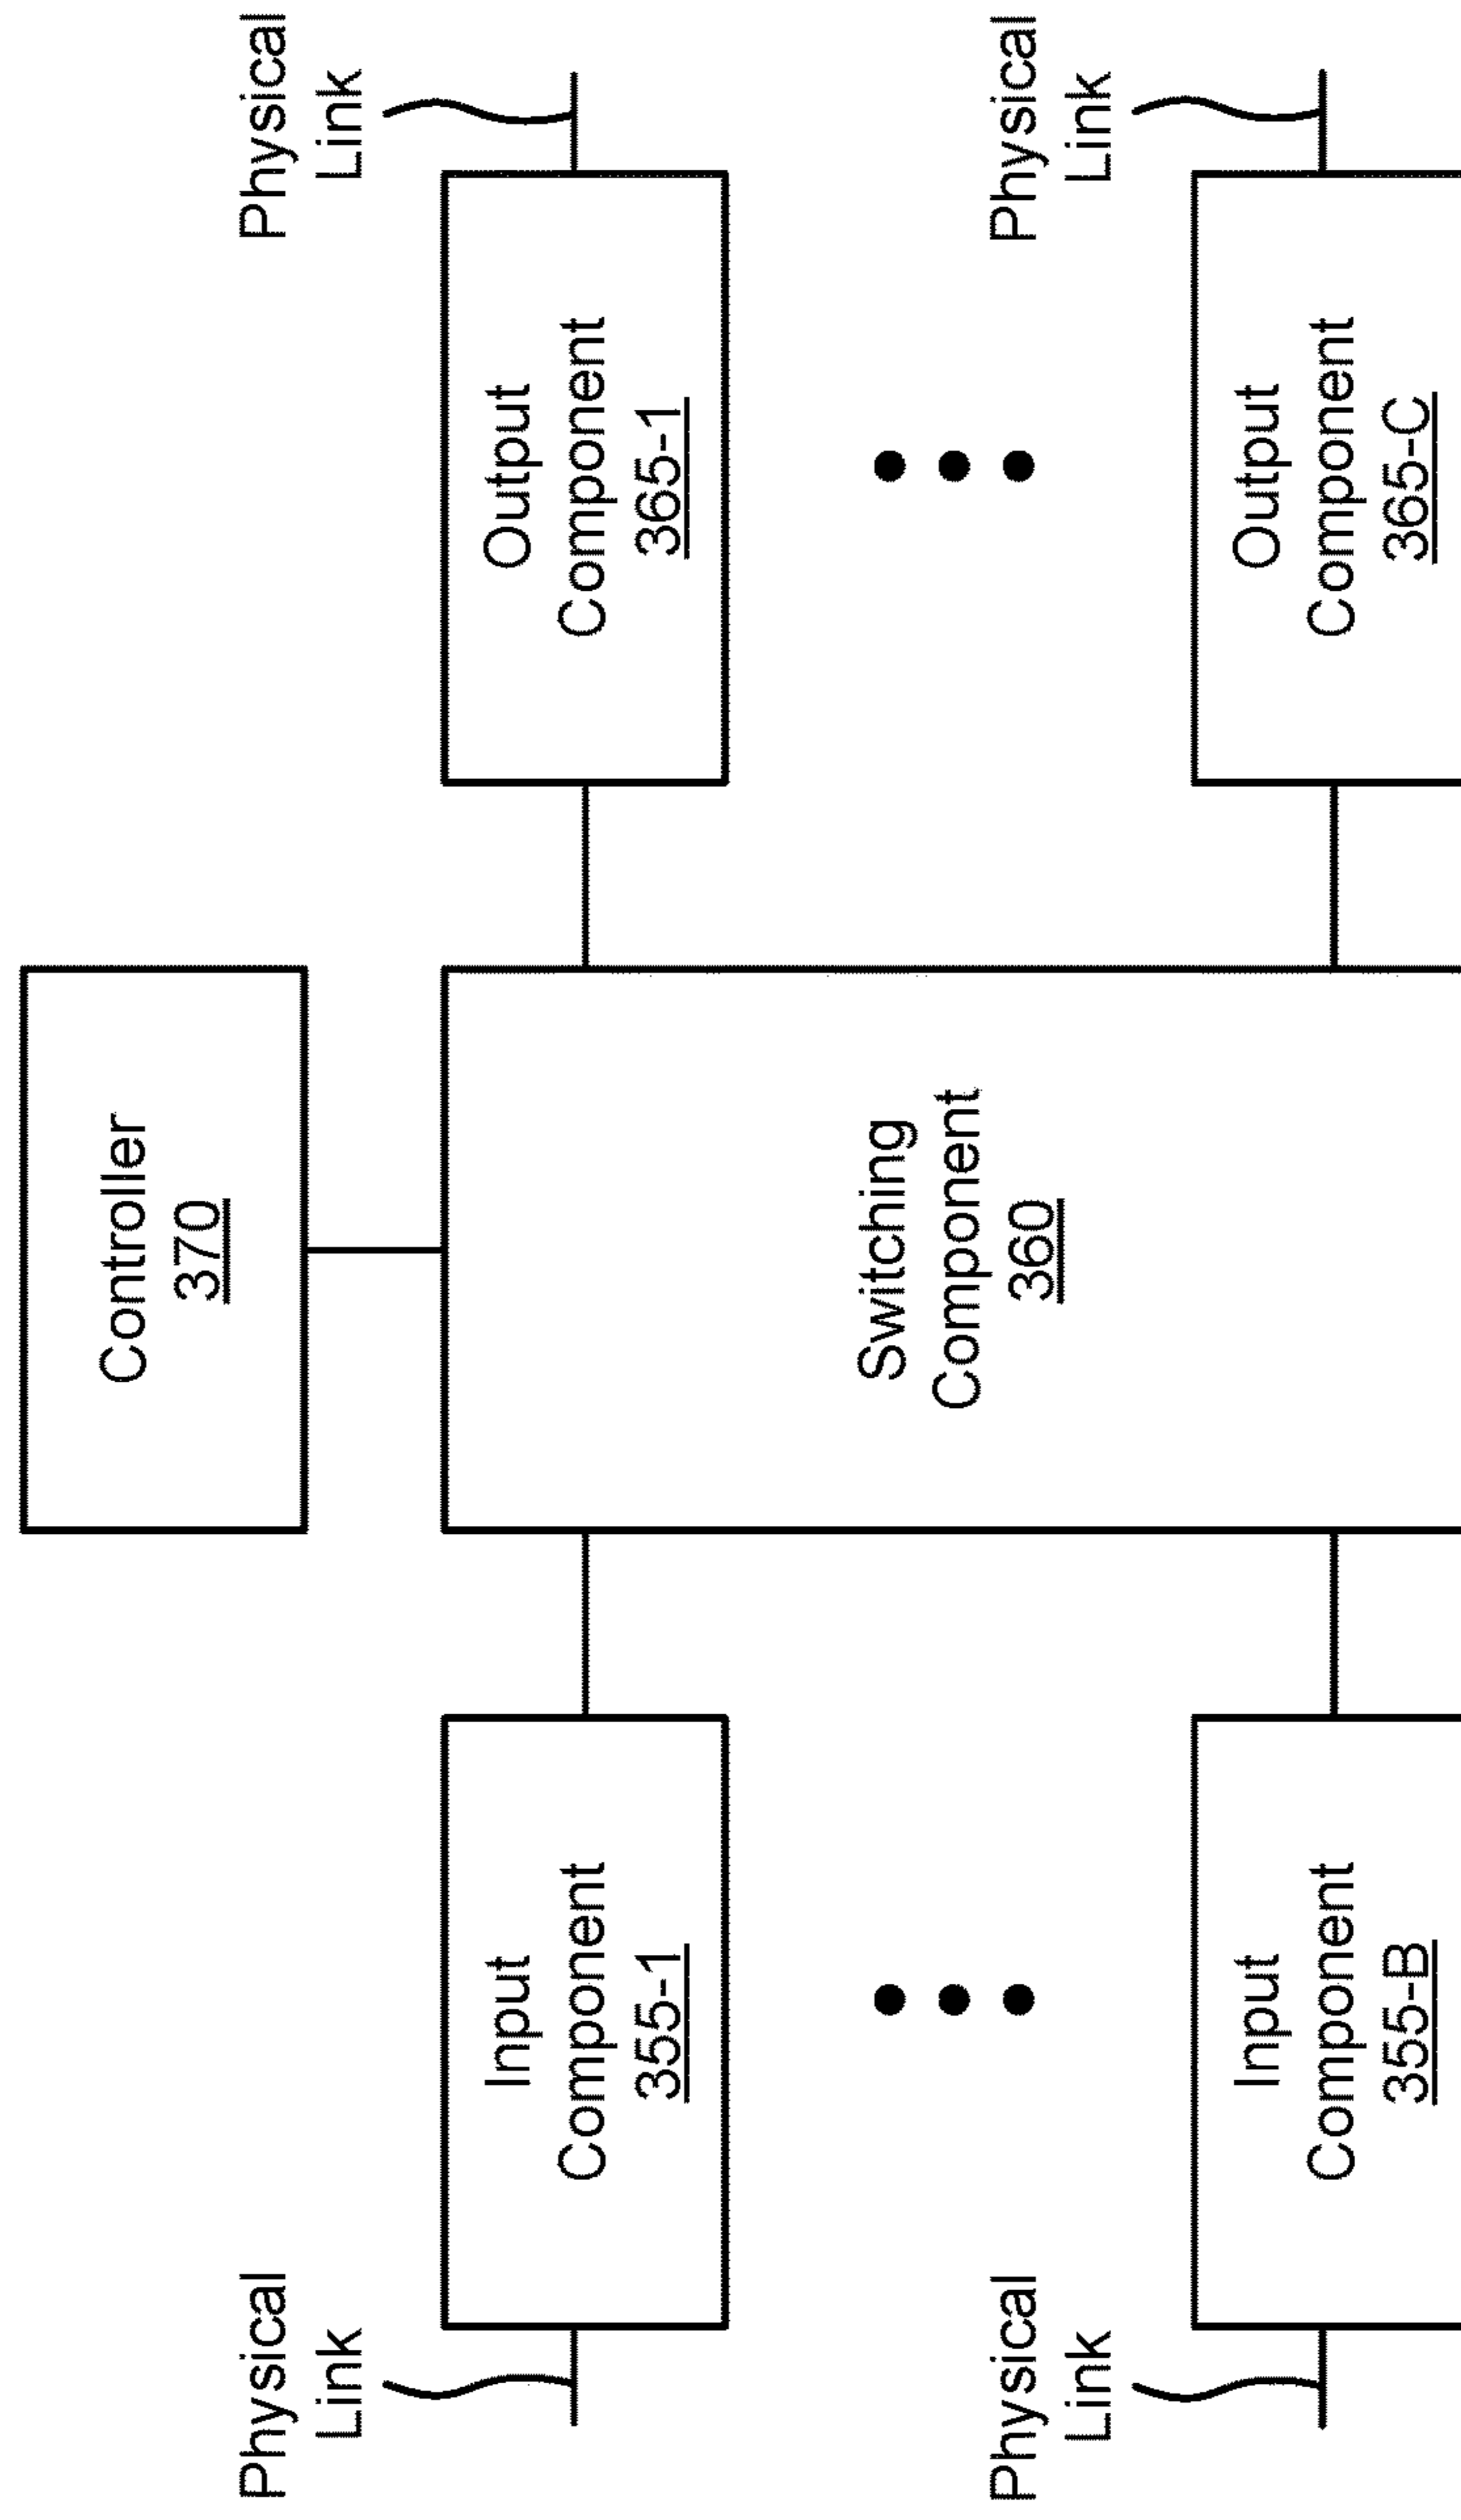 Controller
370
Physical
Link
Physical
Link
Input
Component
355-1
Switching
Component
360
Output
Component
365-1
Physical
Link
Physical
Link
Input
Component
355-B
Output
Component
365-C